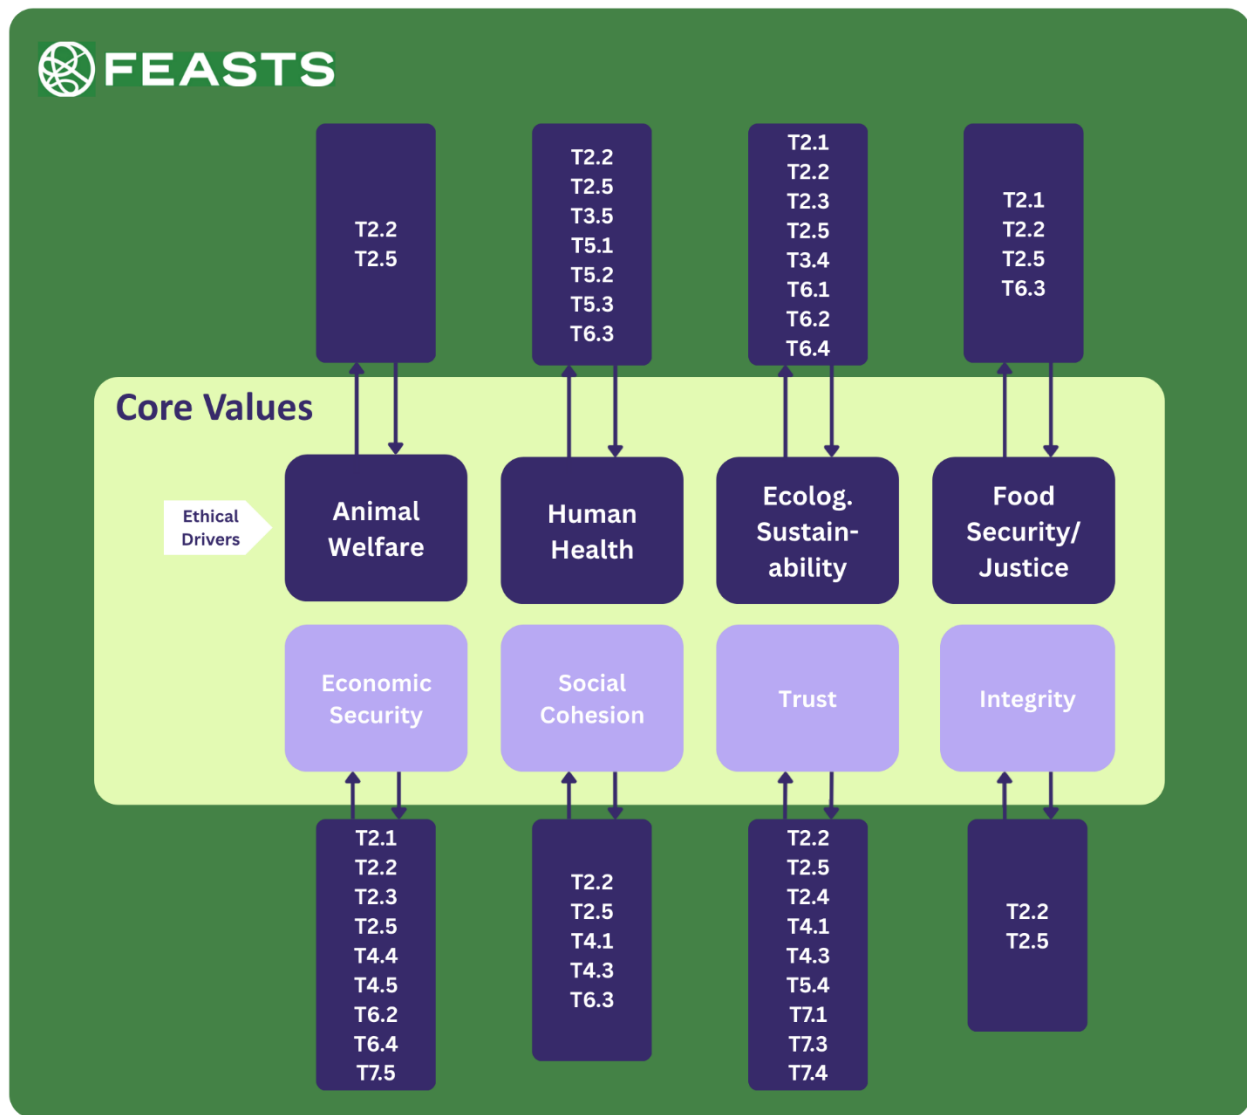 FEASTS
T2.2
T2.5
T2.2
T2.5
T3.5
T5.1
T5.2
T5.3
T6.3
T2.1
T2.2
T2.3
T2.5
T3.4
T6.1
T6.2
T6.4
T2.1
T2.2
T2.5
T6.3
Core Values
Ethical
Drivers
Animal
Welfare
Human
Health
Ecolog.
Sustain-
ability
Food
Security/
Justice
Economic
Security
Social
Cohesion
Trust
Integrity
T2.1
T2.2
T2.3
T2.5
T4.4
T4.5
T6.2
T6.4
T7.5
T2.2
T2.5
T4.1
T4.3
T6.3
T2.2
T2.5
T2.4
T4.1
T4.3
T5.4
T7.1
T7.3
T7.4
T2.2
T2.5